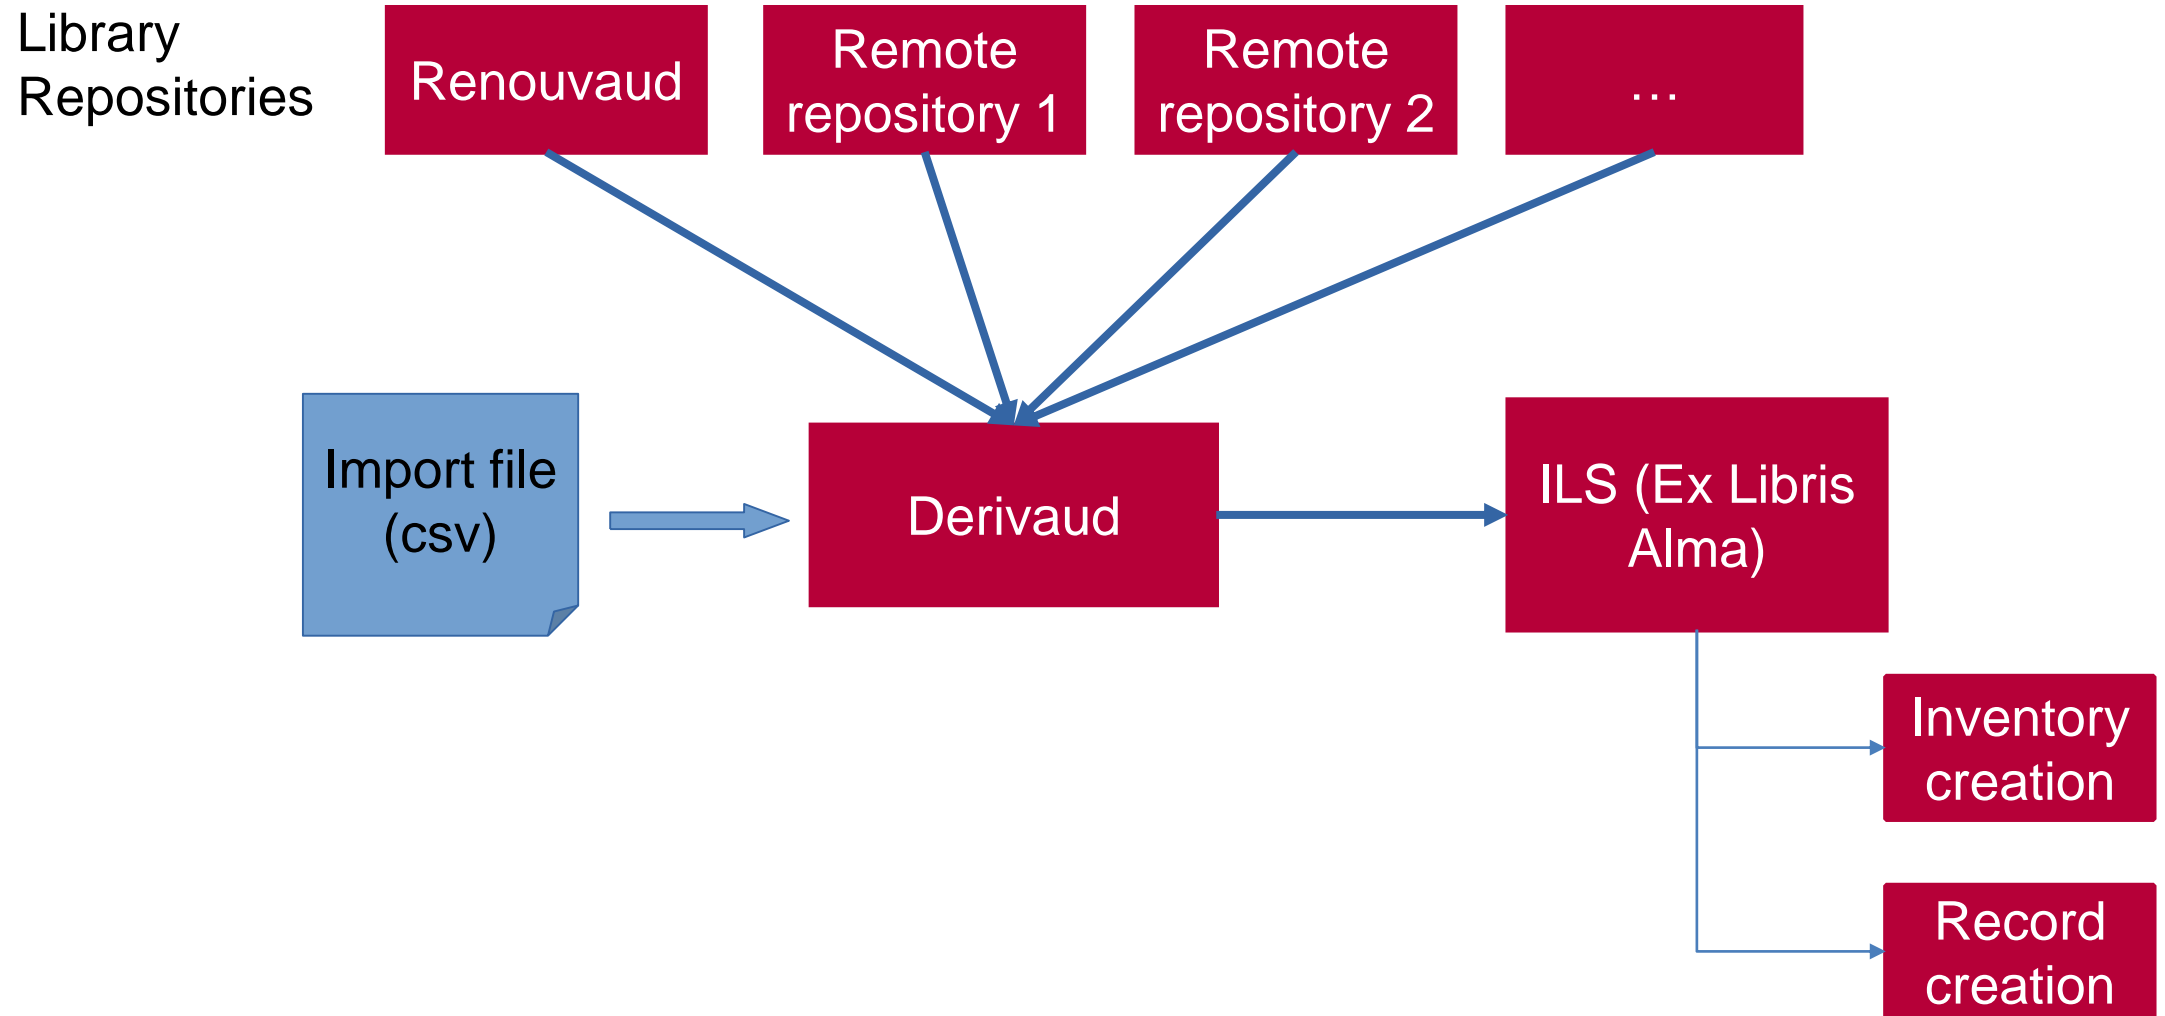 Library
Repositories
Renouvaud
Remote
repository 1
Remote
repository 2
…
Import file
(csv)
Derivaud
ILS (Ex Libris
Alma)
Inventory
creation
Record
creation